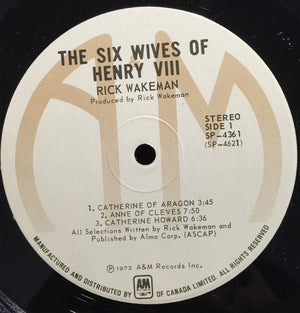 THE SIX WIVES OF
HENRY VIII
RICK WAKEMAN
Produced by Rick Wakeman
STEREO
SIDE 1
SP-4361
(SP-4621)
1. CATHERINE OF ARAGON 3:45
2. ANNE OF CLEVES 7:50
3. CATHERINE HOWARD 6:36
All Selections Written by Rick Wakeman and
Published by Almo Corp. (ASCAP)
℗1973 A&M Records Inc.
MANUFACTURED AND DISTRIBUTED BY A&M RECORDS OF CANADA LIMITED. ALL RIGHTS RESERVED